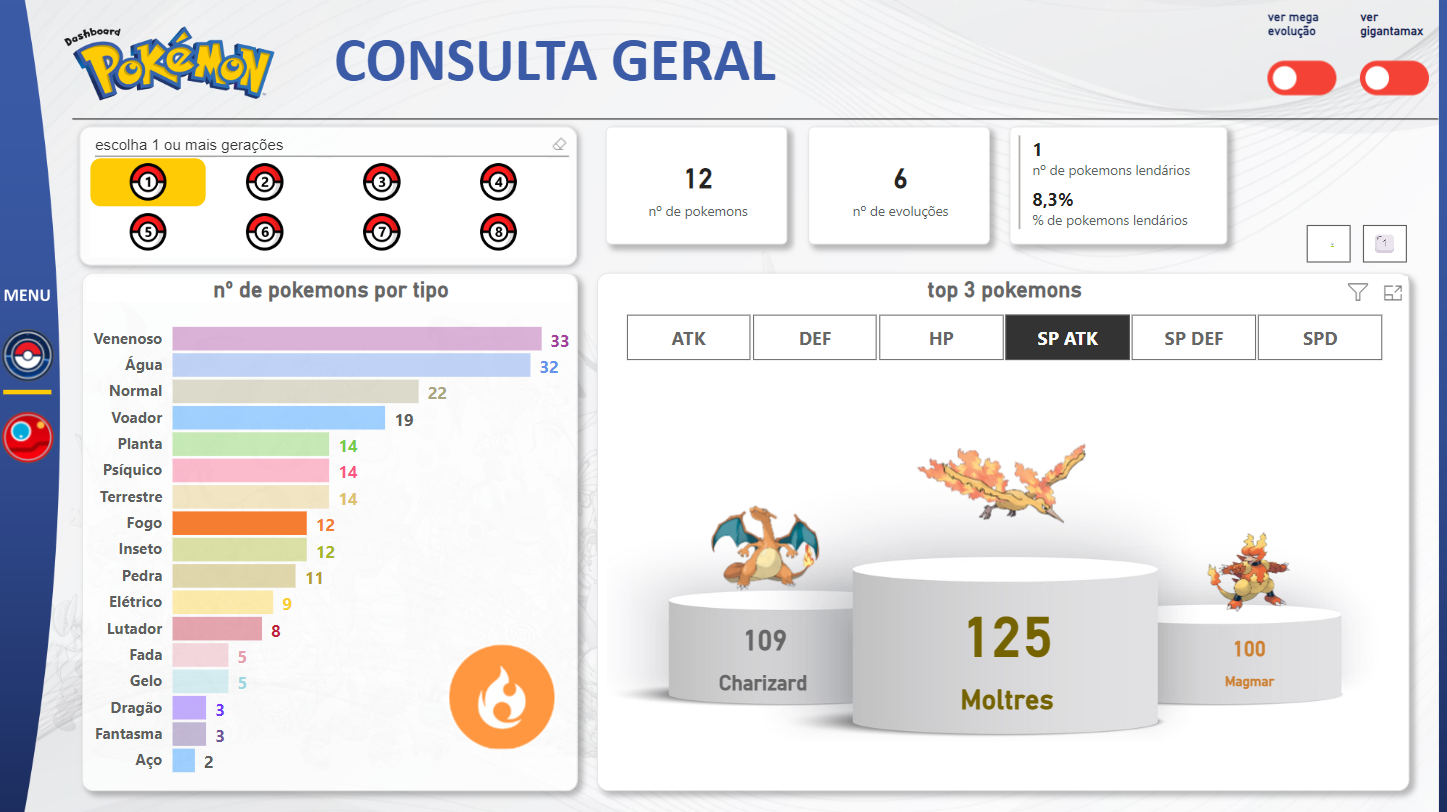 Dashboard
POKéMON
CONSULTA GERAL
ver mega
evolução
ver
gigantamax
escolha 1 ou mais gerações
1
2
3
4
5
6
7
8
12
nº de pokemons
6
nº de evoluções
1
nº de pokemons lendários
8,3%
% de pokemons lendários
1
MENU
nº de pokemons por tipo
Venenoso 33
Água 32
Normal 22
Voador 19
Planta 14
Psíquico 14
Terrestre 14
Fogo 12
Inseto 12
Pedra 11
Elétrico 9
Lutador 8
Fada 5
Gelo 5
Dragão 3
Fantasma 3
Aço 2
top 3 pokemons
ATK DEF HP SP ATK SP DEF SPD
109
Charizard
125
Moltres
100
Magmar